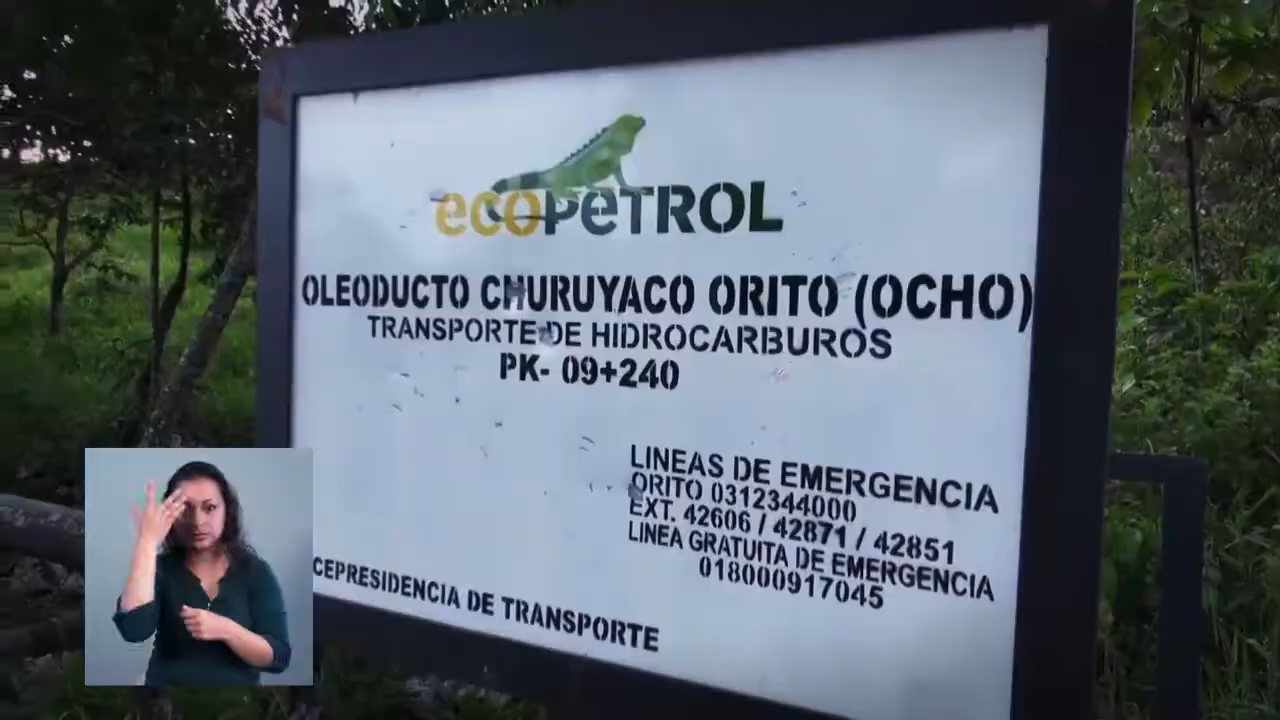 ecoPETROL
OLEODUCTO CHURUYACO ORITO (OCHO)
TRANSPORTE DE HIDROCARBUROS
PK- 09+240
LINEAS DE EMERGENCIA
ORITO 0312344000
EXT. 42606 / 42871 / 42851
LINEA GRATUITA DE EMERGENCIA
018000917045
CEPRESIDENCIA DE TRANSPORTE